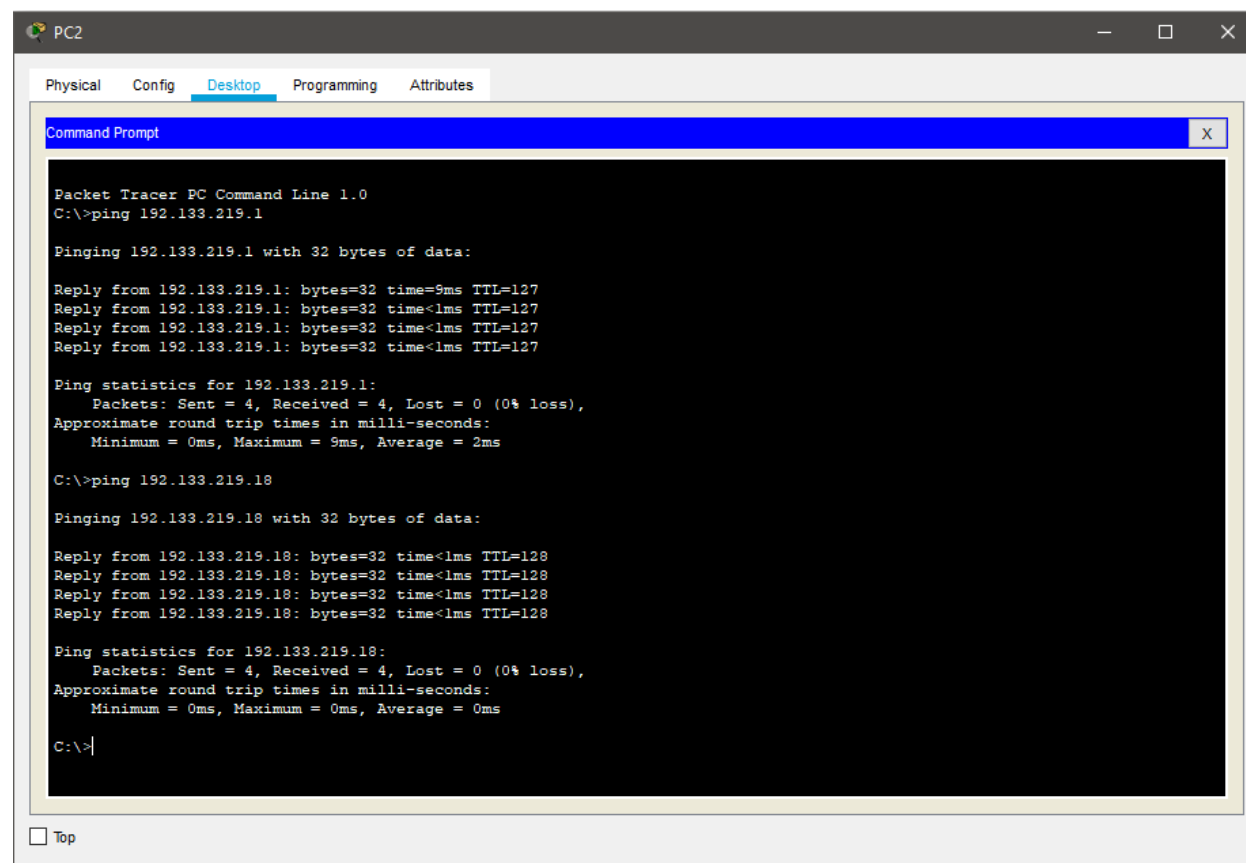 PC2
Physical Config Desktop Programming Attributes
Command Prompt X
Packet Tracer PC Command Line 1.0
C:\>ping 192.133.219.1
Pinging 192.133.219.1 with 32 bytes of data:
Reply from 192.133.219.1: bytes=32 time=9ms TTL=127
Reply from 192.133.219.1: bytes=32 time<1ms TTL=127
Reply from 192.133.219.1: bytes=32 time<1ms TTL=127
Reply from 192.133.219.1: bytes=32 time<1ms TTL=127
Ping statistics for 192.133.219.1:
    Packets: Sent = 4, Received = 4, Lost = 0 (0% loss),
Approximate round trip times in milli-seconds:
    Minimum = 0ms, Maximum = 9ms, Average = 2ms
C:\>ping 192.133.219.18
Pinging 192.133.219.18 with 32 bytes of data:
Reply from 192.133.219.18: bytes=32 time<1ms TTL=128
Reply from 192.133.219.18: bytes=32 time<1ms TTL=128
Reply from 192.133.219.18: bytes=32 time<1ms TTL=128
Reply from 192.133.219.18: bytes=32 time<1ms TTL=128
Ping statistics for 192.133.219.18:
    Packets: Sent = 4, Received = 4, Lost = 0 (0% loss),
Approximate round trip times in milli-seconds:
    Minimum = 0ms, Maximum = 0ms, Average = 0ms
C:\>
Top